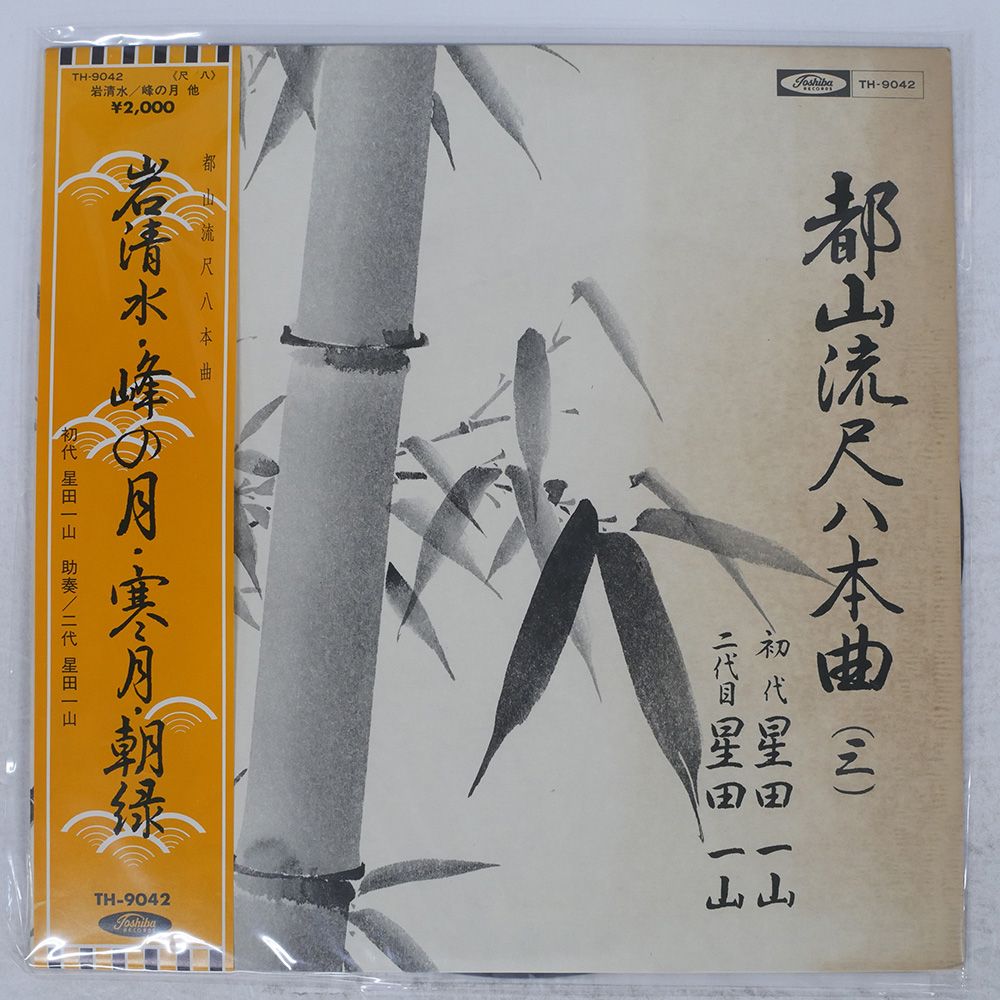 TH-9042 《尺八》
岩清水/峰の月 他
¥2,000
都山流尺八本曲
岩清水・峰の月・寒月・朝緑
初代 星田一山 助奏/二代 星田一山
TH-9042
Toshiba
RECORDS
Toshiba
RECORDS
TH-9042
都山流尺八本曲(三)
初代 星田一山
二代目 星田一山